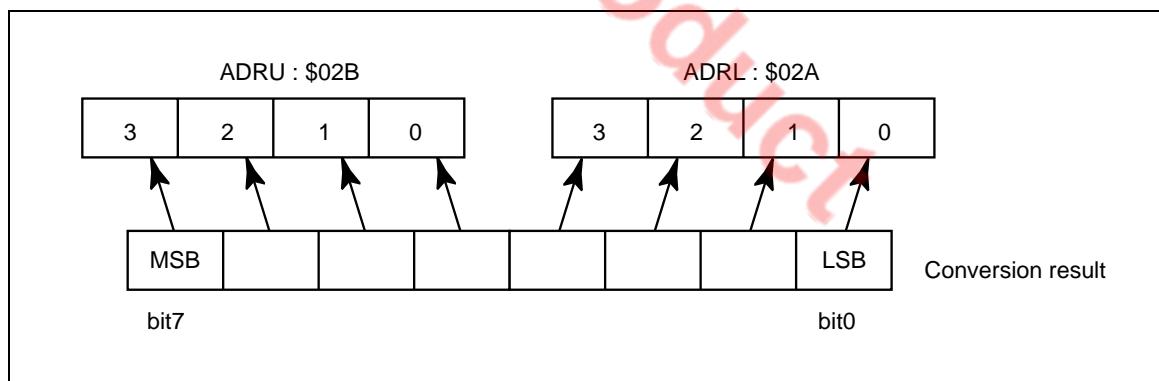 ADRU : $02B
ADRL : $02A
3 2 1 0
3 2 1 0
MSB
LSB
Conversion result
bit7
bit0